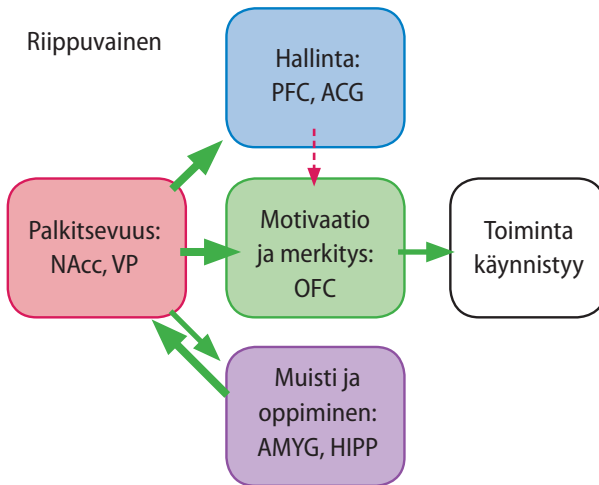 Riippuvainen
Hallinta:
PFC, ACG
Palkitsevuus:
NAcc, VP
Motivaatio
ja merkitys:
OFC
Toiminta
käynnistyy
Muisti ja
oppiminen:
AMYG, HIPP